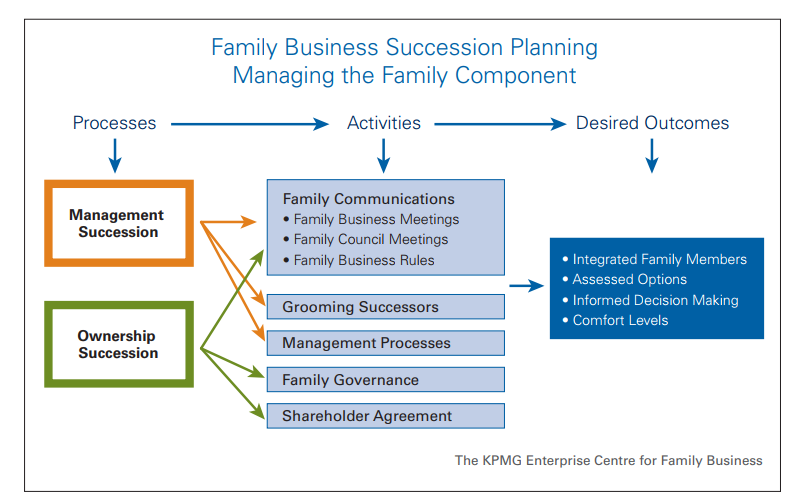 Family Business Succession Planning
Managing the Family Component
Processes
Activities
Desired Outcomes
Management
Succession
Ownership
Succession
Family Communications
• Family Business Meetings
• Family Council Meetings
• Family Business Rules
Grooming Successors
Management Processes
Family Governance
Shareholder Agreement
• Integrated Family Members
• Assessed Options
• Informed Decision Making
• Comfort Levels
The KPMG Enterprise Centre for Family Business